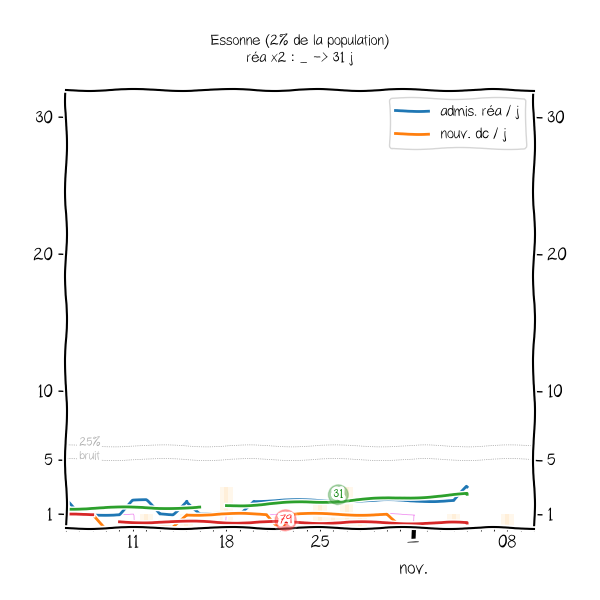 Essonne (2% de la population)
réa x2 : _ -> 31 j
admis. réa / j
nouv. dc / j
30
30
20
20
10
10
25%
5
bruit
5
31
1
79
1
11
18
25
08
nov.